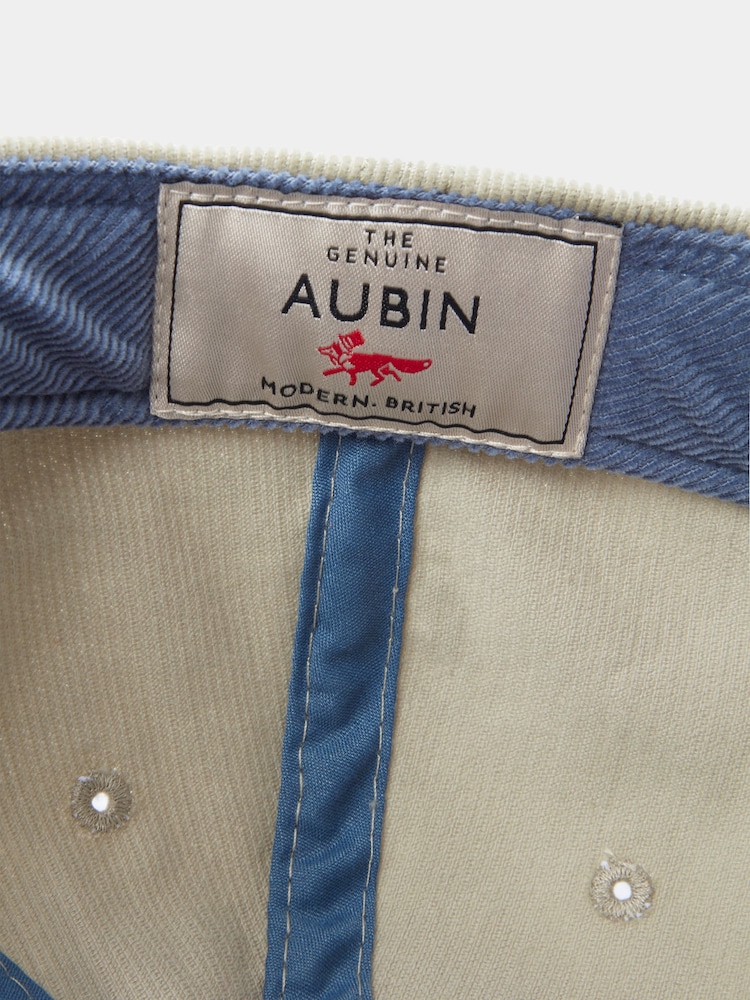 THE
GENUINE
AUBIN
MODERN. BRITISH